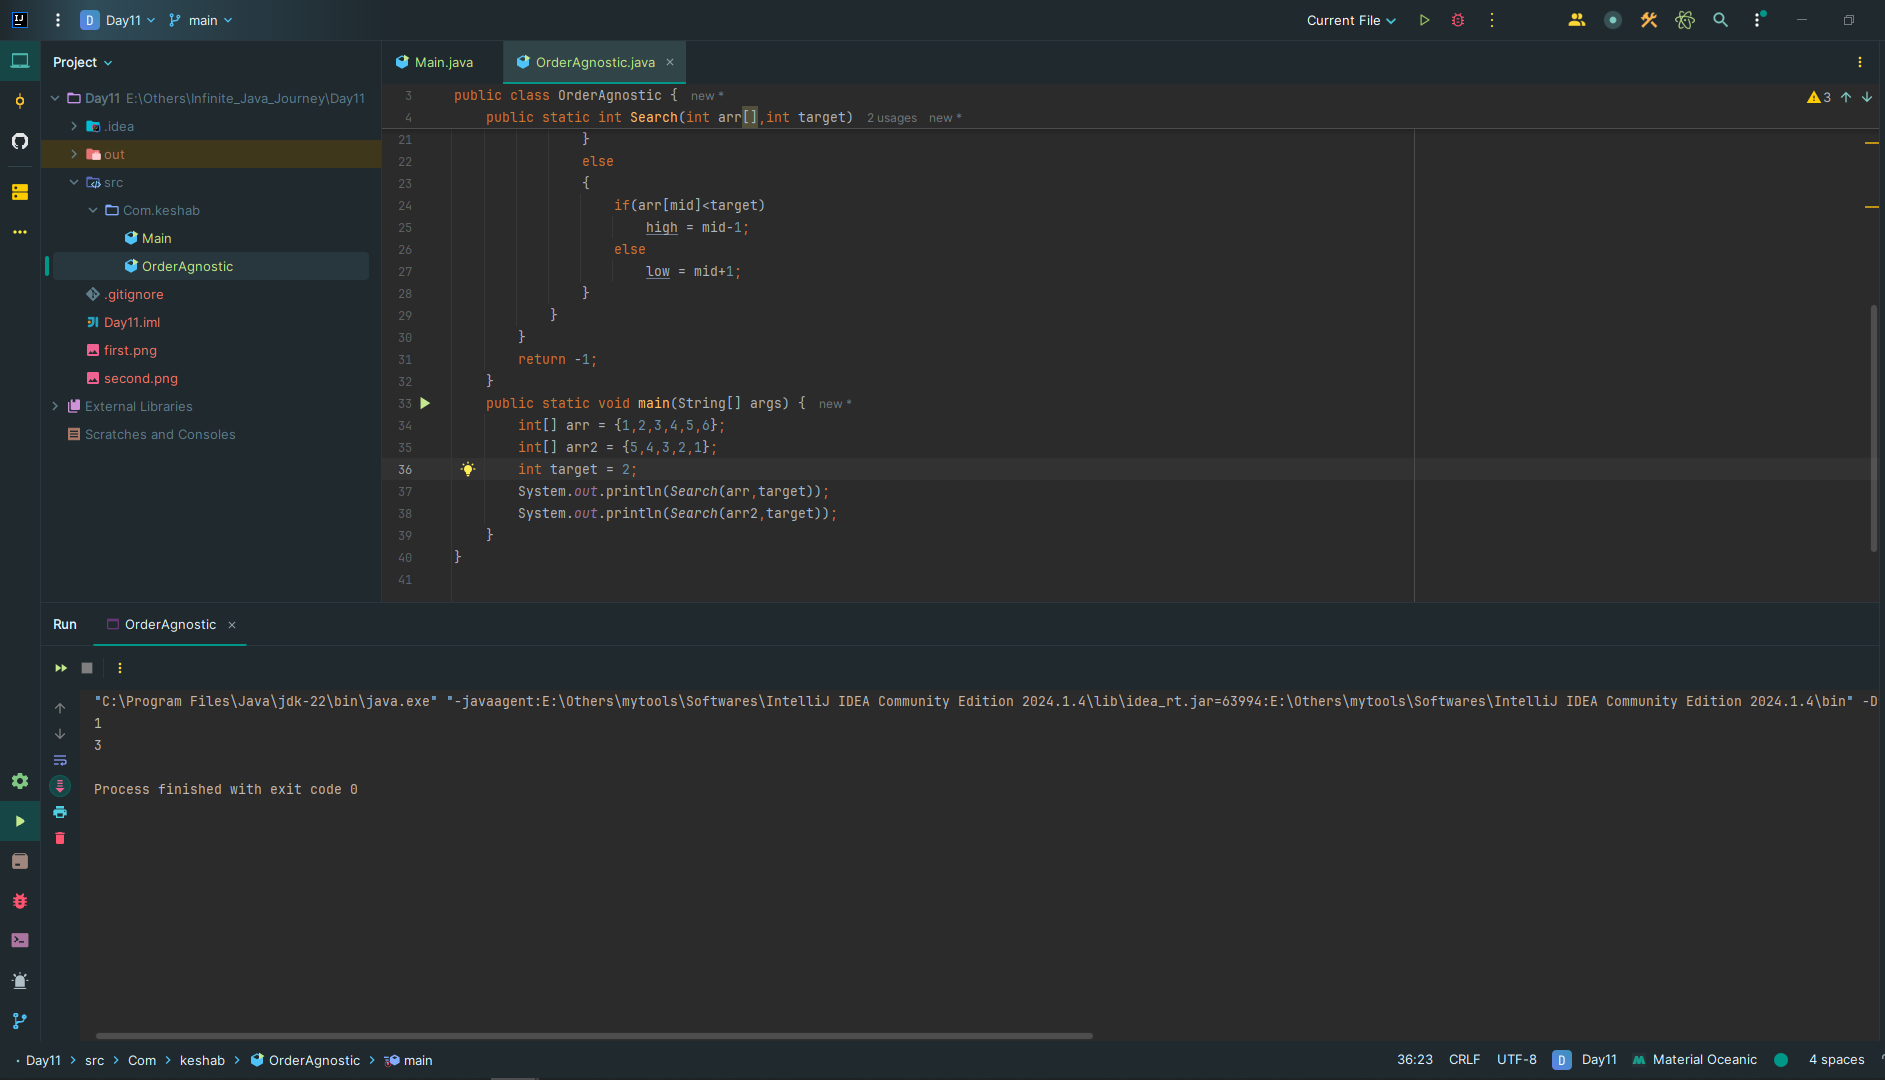 IJ
D Day11 main Current File
Project
Main.java OrderAgnostic.java
Day11 E:\Others\Infinite_Java_Journey\Day11
.idea
out
src
Com.keshab
Main
OrderAgnostic
.gitignore
Day11.iml
first.png
second.png
External Libraries
Scratches and Consoles
3 public class OrderAgnostic { new *
4 public static int Search(int arr[],int target) 2 usages new *
3
21 }
22 else
23 {
24 if(arr[mid]<target)
25 high = mid-1;
26 else
27 low = mid+1;
28 }
29 }
30 }
31 return -1;
32 }
33 public static void main(String[] args) { new *
34 int[] arr = {1,2,3,4,5,6};
35 int[] arr2 = {5,4,3,2,1};
36 int target = 2;
37 System.out.println(Search(arr,target));
38 System.out.println(Search(arr2,target));
39 }
40 }
41
Run OrderAgnostic
"C:\Program Files\Java\jdk-22\bin\java.exe" "-javaagent:E:\Others\mytools\Softwares\IntelliJ IDEA Community Edition 2024.1.4\lib\idea_rt.jar=63994:E:\Others\mytools\Softwares\IntelliJ IDEA Community Edition 2024.1.4\bin" -D
1
3
Process finished with exit code 0
Day11 src Com keshab OrderAgnostic main 36:23 CRLF UTF-8 D Day11 Material Oceanic 4 spaces